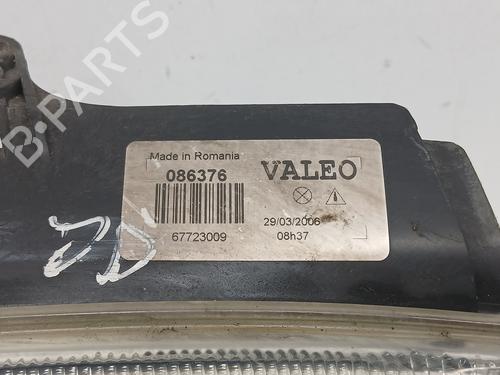 B-PARTS
Made in Romania
086376
VALEO
29/03/2006
67723009
08h37